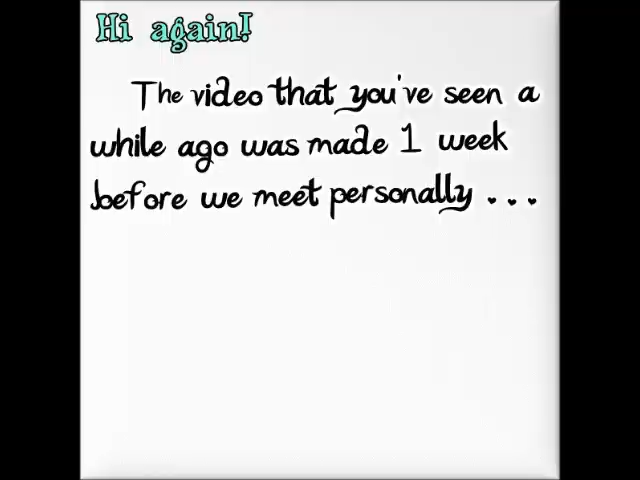 Hi again!
The video that you've seen a
while ago was made 1 week
before we meet personally . . .